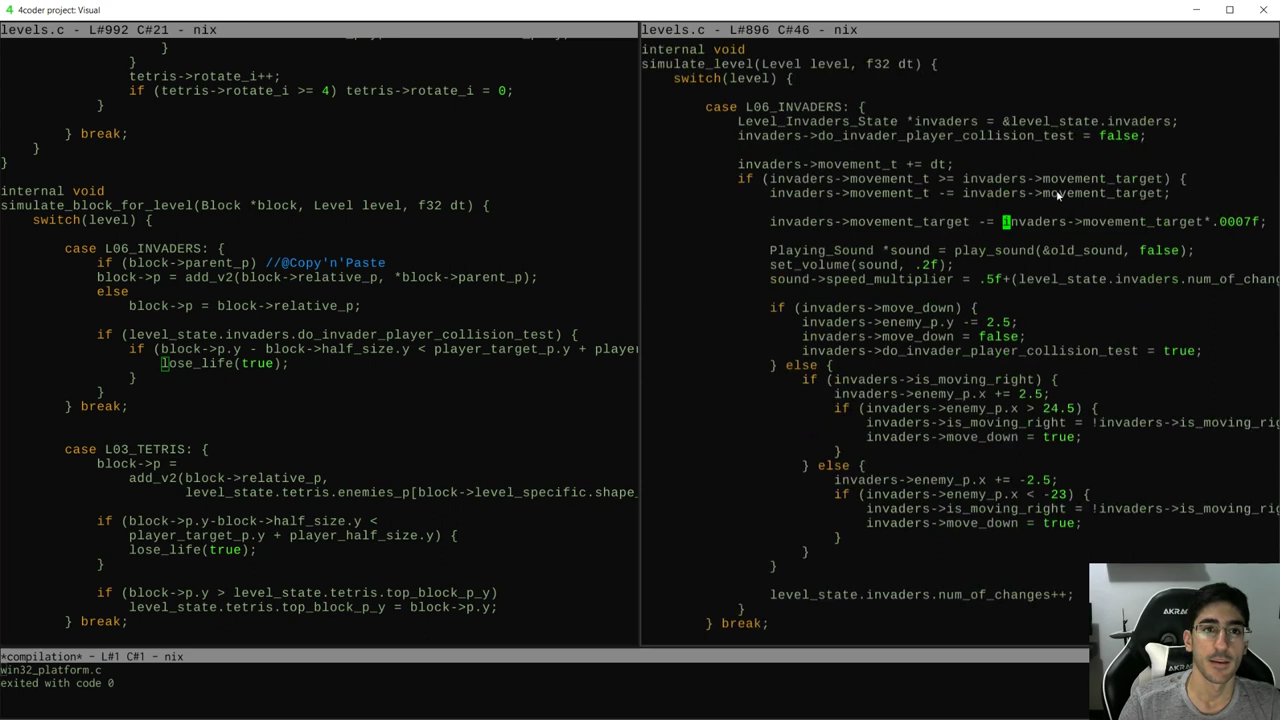 4coder project: Visual
levels.c - L#992 C#21 - nix
}
}
tetris->rotate_i++;
if (tetris->rotate_i >= 4) tetris->rotate_i = 0;
}
} break;
}
}
internal void
simulate_block_for_level(Block *block, Level level, f32 dt) {
switch(level) {
case L06_INVADERS: {
if (block->parent_p) //@Copy'n'Paste
block->p = add_v2(block->relative_p, *block->parent_p);
else
block->p = block->relative_p;
if (level_state.invaders.do_invader_player_collision_test) {
if (block->p.y - block->half_size.y < player_target_p.y + player
lose_life(true);
}
}
} break;
case L03_TETRIS: {
block->p =
add_v2(block->relative_p,
level_state.tetris.enemies_p[block->level_specific.shape_
if (block->p.y-block->half_size.y <
player_target_p.y + player_half_size.y) {
lose_life(true);
}
if (block->p.y > level_state.tetris.top_block_p_y)
level_state.tetris.top_block_p_y = block->p.y;
} break;
levels.c - L#896 C#46 - nix
internal void
simulate_level(Level level, f32 dt) {
switch(level) {
case L06_INVADERS: {
Level_Invaders_State *invaders = &level_state.invaders;
invaders->do_invader_player_collision_test = false;
invaders->movement_t += dt;
if (invaders->movement_t >= invaders->movement_target) {
invaders->movement_t -= invaders->movement_target;
invaders->movement_target -= invaders->movement_target*.0007f;
Playing_Sound *sound = play_sound(&old_sound, false);
set_volume(sound, .2f);
sound->speed_multiplier = .5f+(level_state.invaders.num_of_chang
if (invaders->move_down) {
invaders->enemy_p.y -= 2.5;
invaders->move_down = false;
invaders->do_invader_player_collision_test = true;
} else {
if (invaders->is_moving_right) {
invaders->enemy_p.x += 2.5;
if (invaders->enemy_p.x > 24.5) {
invaders->is_moving_right = !invaders->is_moving_rig
invaders->move_down = true;
}
} else {
invaders->enemy_p.x += -2.5;
if (invaders->enemy_p.x < -23) {
invaders->is_moving_right = !invaders->is_moving_rig
invaders->move_down = true;
}
}
}
level_state.invaders.num_of_changes++;
}
} break;
*compilation* - L#1 C#1 - nix
win32_platform.c
exited with code 0
AKRAC